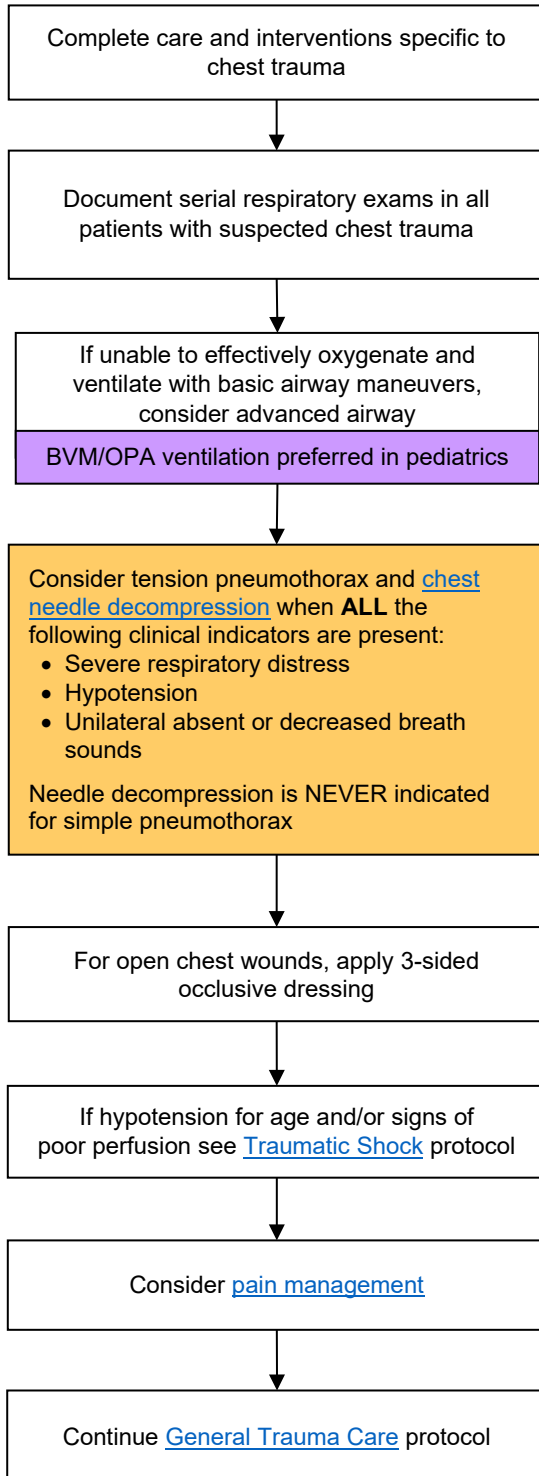 Complete care and interventions specific to
chest trauma
Document serial respiratory exams in all
patients with suspected chest trauma
If unable to effectively oxygenate and
ventilate with basic airway maneuvers,
consider advanced airway
BVM/OPA ventilation preferred in pediatrics
Consider tension pneumothorax and chest
needle decompression when ALL the
following clinical indicators are present:
• Severe respiratory distress
• Hypotension
• Unilateral absent or decreased breath
sounds
Needle decompression is NEVER indicated
for simple pneumothorax
For open chest wounds, apply 3-sided
occlusive dressing
If hypotension for age and/or signs of
poor perfusion see Traumatic Shock protocol
Consider pain management
Continue General Trauma Care protocol